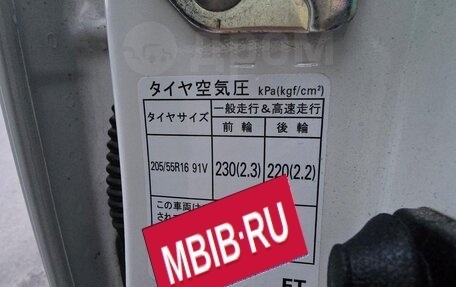 ДРОМ
タイヤ空気圧 kPa(kgf/cm²)
タイヤサイズ 一般走行&高速走行
前輪 後輪
205/55R16 91V 230(2.3) 220(2.2)
この車両は
MBIB.RU